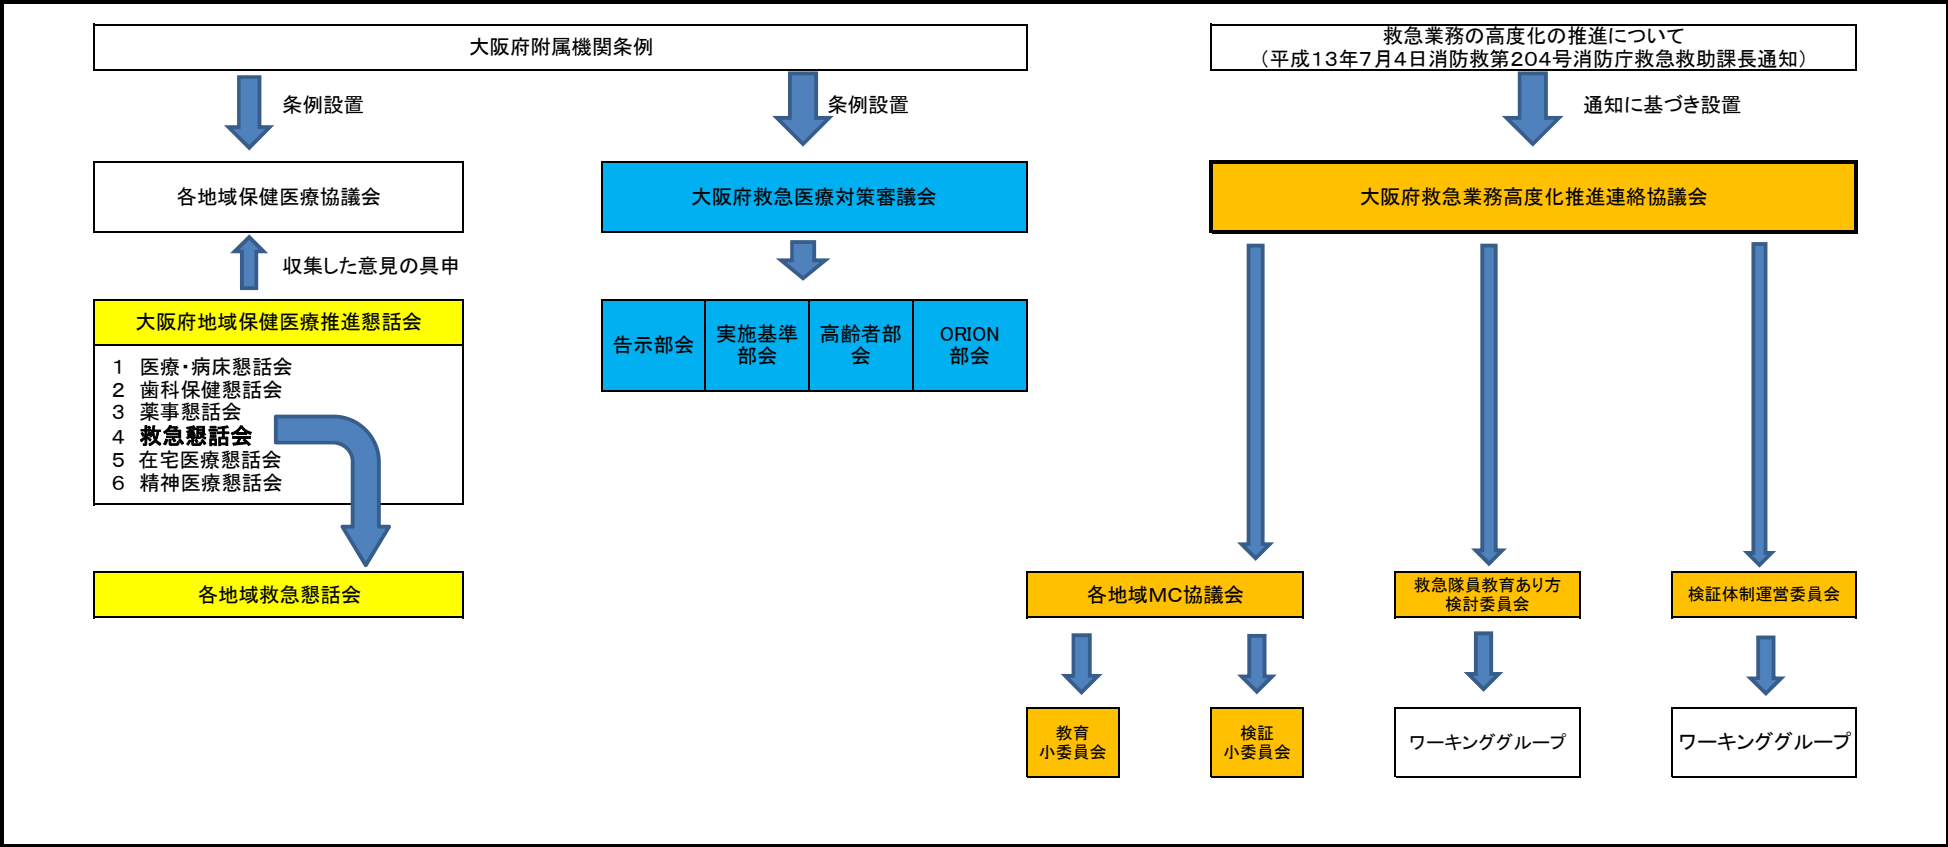 大阪府附属機関条例
救急業務の高度化の推進について
（平成１３年７月４日消防救第２０４号消防庁救急救助課長通知）
条例設置
条例設置
通知に基づき設置
各地域保健医療協議会
大阪府救急医療対策審議会
大阪府救急業務高度化推進連絡協議会
収集した意見の具申
大阪府地域保健医療推進懇話会
１　医療・病床懇話会
２　歯科保健懇話会
３　薬事懇話会
４　救急懇話会
５　在宅医療懇話会
６　精神医療懇話会
告示部会
実施基準
部会
高齢者部
会
ORION
部会
各地域救急懇話会
各地域ＭＣ協議会
救急隊員教育あり方
検討委員会
検証体制運営委員会
教育
小委員会
検証
小委員会
ワーキンググループ
ワーキンググループ